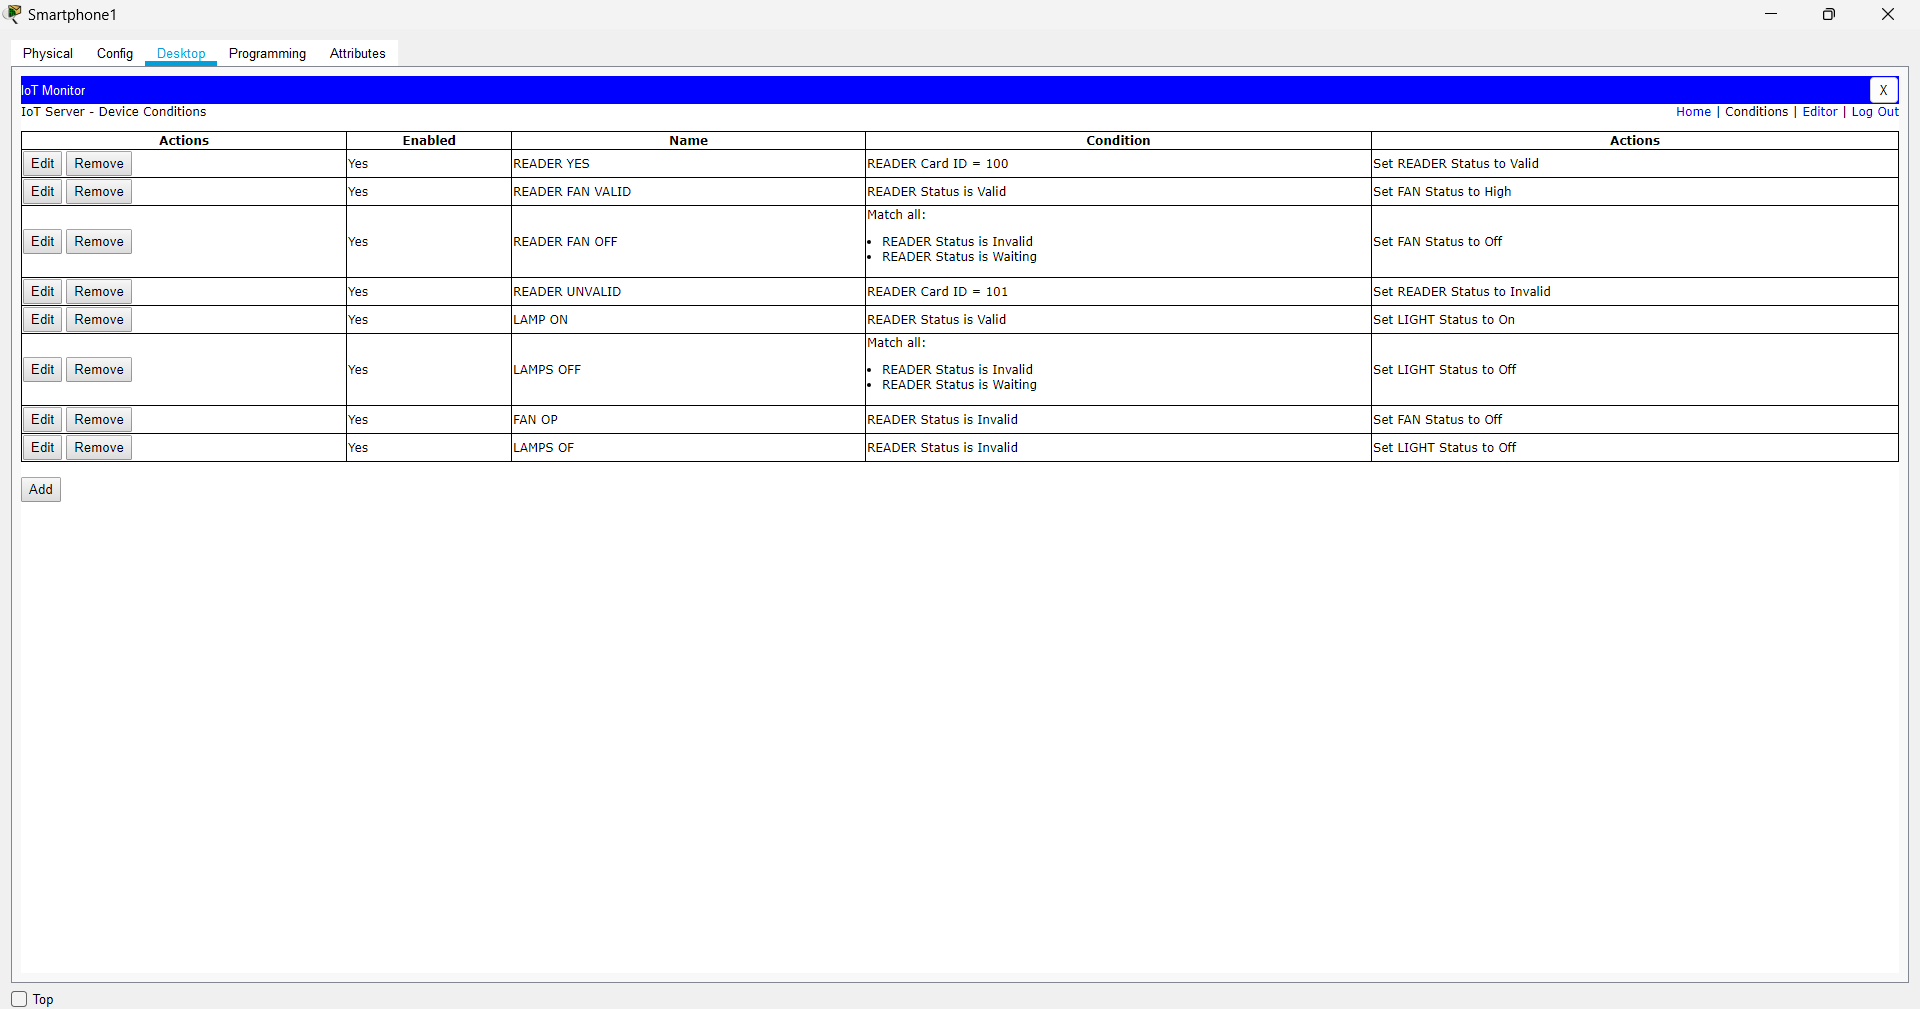 Smartphone1
Physical Config Desktop Programming Attributes
IoT Monitor X
IoT Server - Device Conditions Home | Conditions | Editor | Log Out
Actions Enabled Name Condition Actions
Edit Remove Yes READER YES READER Card ID = 100 Set READER Status to Valid
Edit Remove Yes READER FAN VALID READER Status is Valid Set FAN Status to High
Match all:
Edit Remove Yes READER FAN OFF • READER Status is Invalid Set FAN Status to Off
• READER Status is Waiting
Edit Remove Yes READER UNVALID READER Card ID = 101 Set READER Status to Invalid
Edit Remove Yes LAMP ON READER Status is Valid Set LIGHT Status to On
Match all:
Edit Remove Yes LAMPS OFF • READER Status is Invalid Set LIGHT Status to Off
• READER Status is Waiting
Edit Remove Yes FAN OP READER Status is Invalid Set FAN Status to Off
Edit Remove Yes LAMPS OF READER Status is Invalid Set LIGHT Status to Off
Add
Top